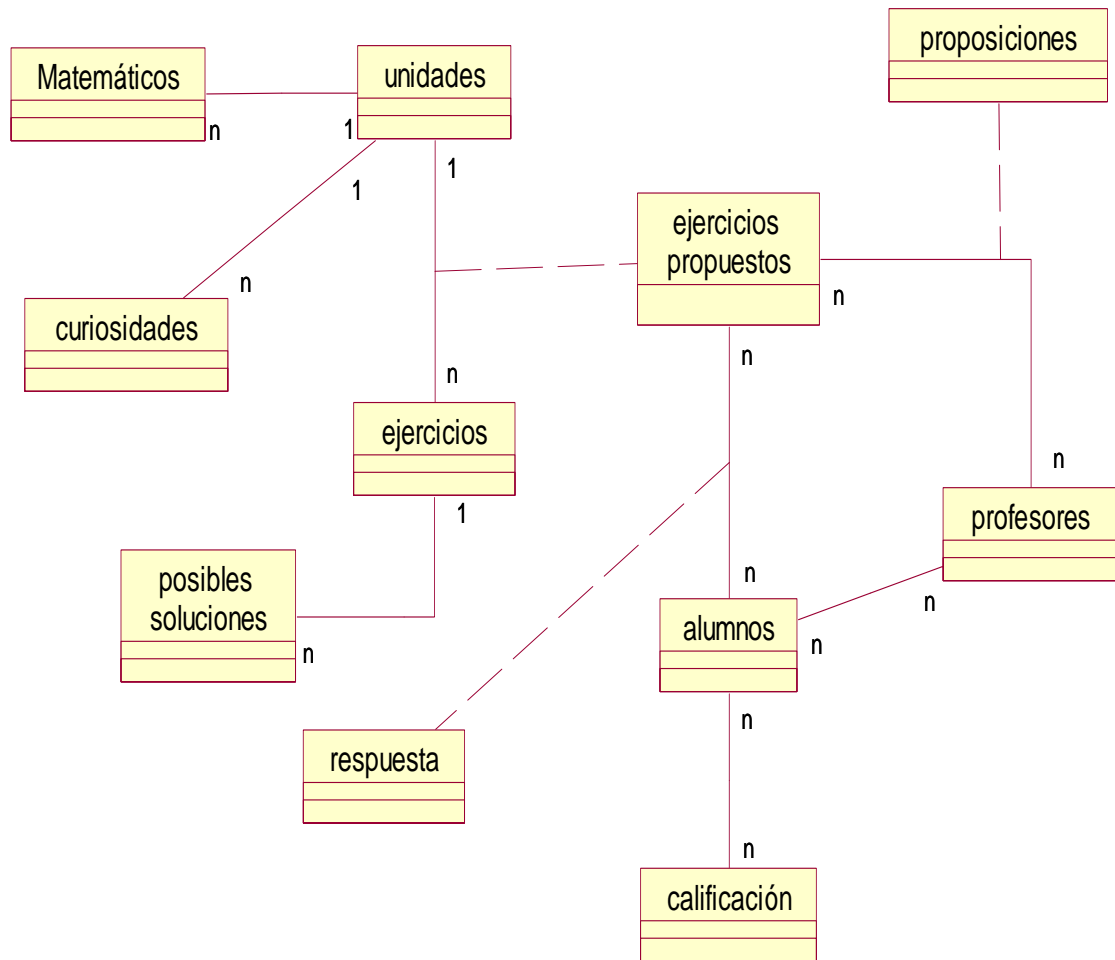 proposiciones
Matemáticos
unidades
n
1
1
1
ejercicios
propuestos
n
n
curiosidades
n
n
ejercicios
1
n
profesores
posibles
soluciones
n
n
alumnos
n
n
n
respuesta
n
calificación